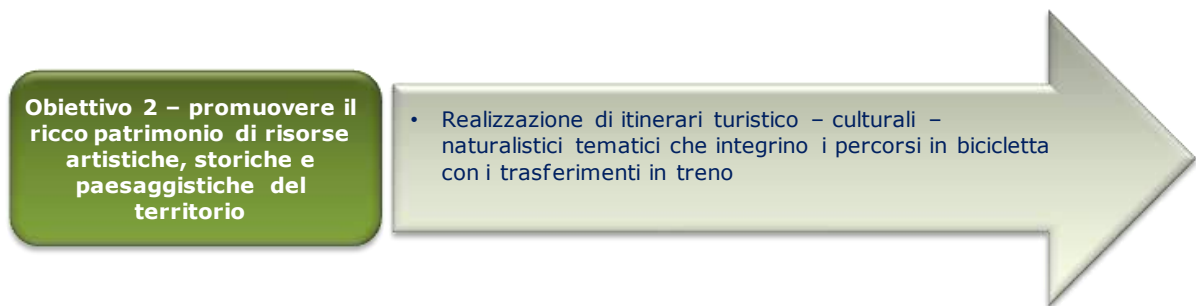 Obiettivo 2 – promuovere il
ricco patrimonio di risorse
artistiche, storiche e
paesaggistiche del
territorio
• Realizzazione di itinerari turistico – culturali –
naturalistici tematici che integrino i percorsi in bicicletta
con i trasferimenti in treno